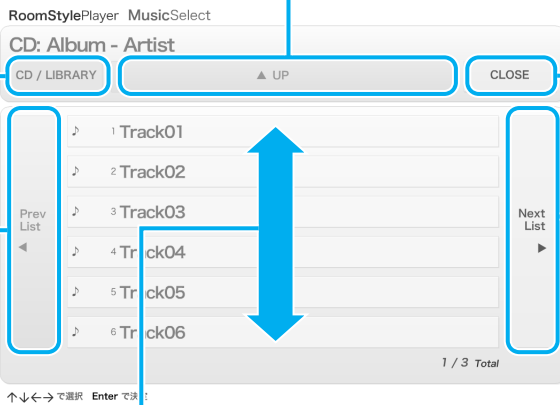 RoomStylePlayer MusicSelect
CD: Album - Artist
CD / LIBRARY ▲ UP CLOSE
♪ 1 Track01
♪ 2 Track02
♪ 3 Track03
♪ 4 Track04
♪ 5 Track05
♪ 6 Track06
Prev
List
◀
Next
List
▶
1 / 3 Total
↑↓←→ で選択 Enter で決定